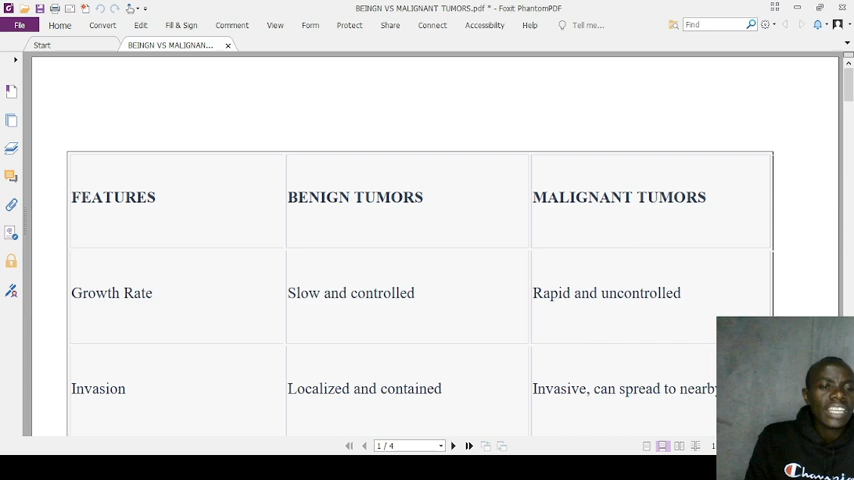 BEINGN VS MALIGNANT TUMORS.pdf * - Foxit PhantomPDF
File Home Convert Edit Fill & Sign Comment View Form Protect Share Connect Accessibility Help Tell me... Find
Start BEINGN VS MALIGNAN... ×
FEATURES BENIGN TUMORS MALIGNANT TUMORS
Growth Rate Slow and controlled Rapid and uncontrolled
Invasion Localized and contained Invasive, can spread to nearby
1 / 4
Champion